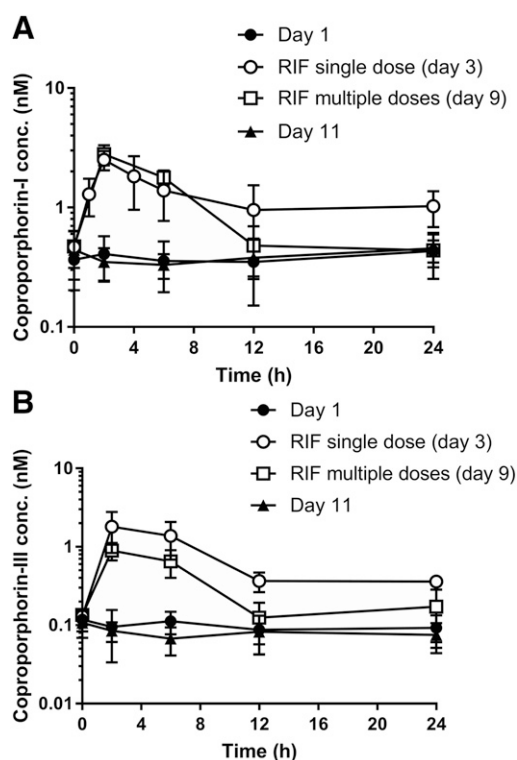 A
Day 1
RIF single dose (day 3)
RIF multiple doses (day 9)
Day 11
Coproporphorin-I conc. (nM)
10
1
0.1
0 4 8 12 16 20 24
Time (h)
B
Day 1
RIF single dose (day 3)
RIF multiple doses (day 9)
Day 11
Coproporphorin-III conc. (nM)
10
1
0.1
0.01
0 4 8 12 16 20 24
Time (h)